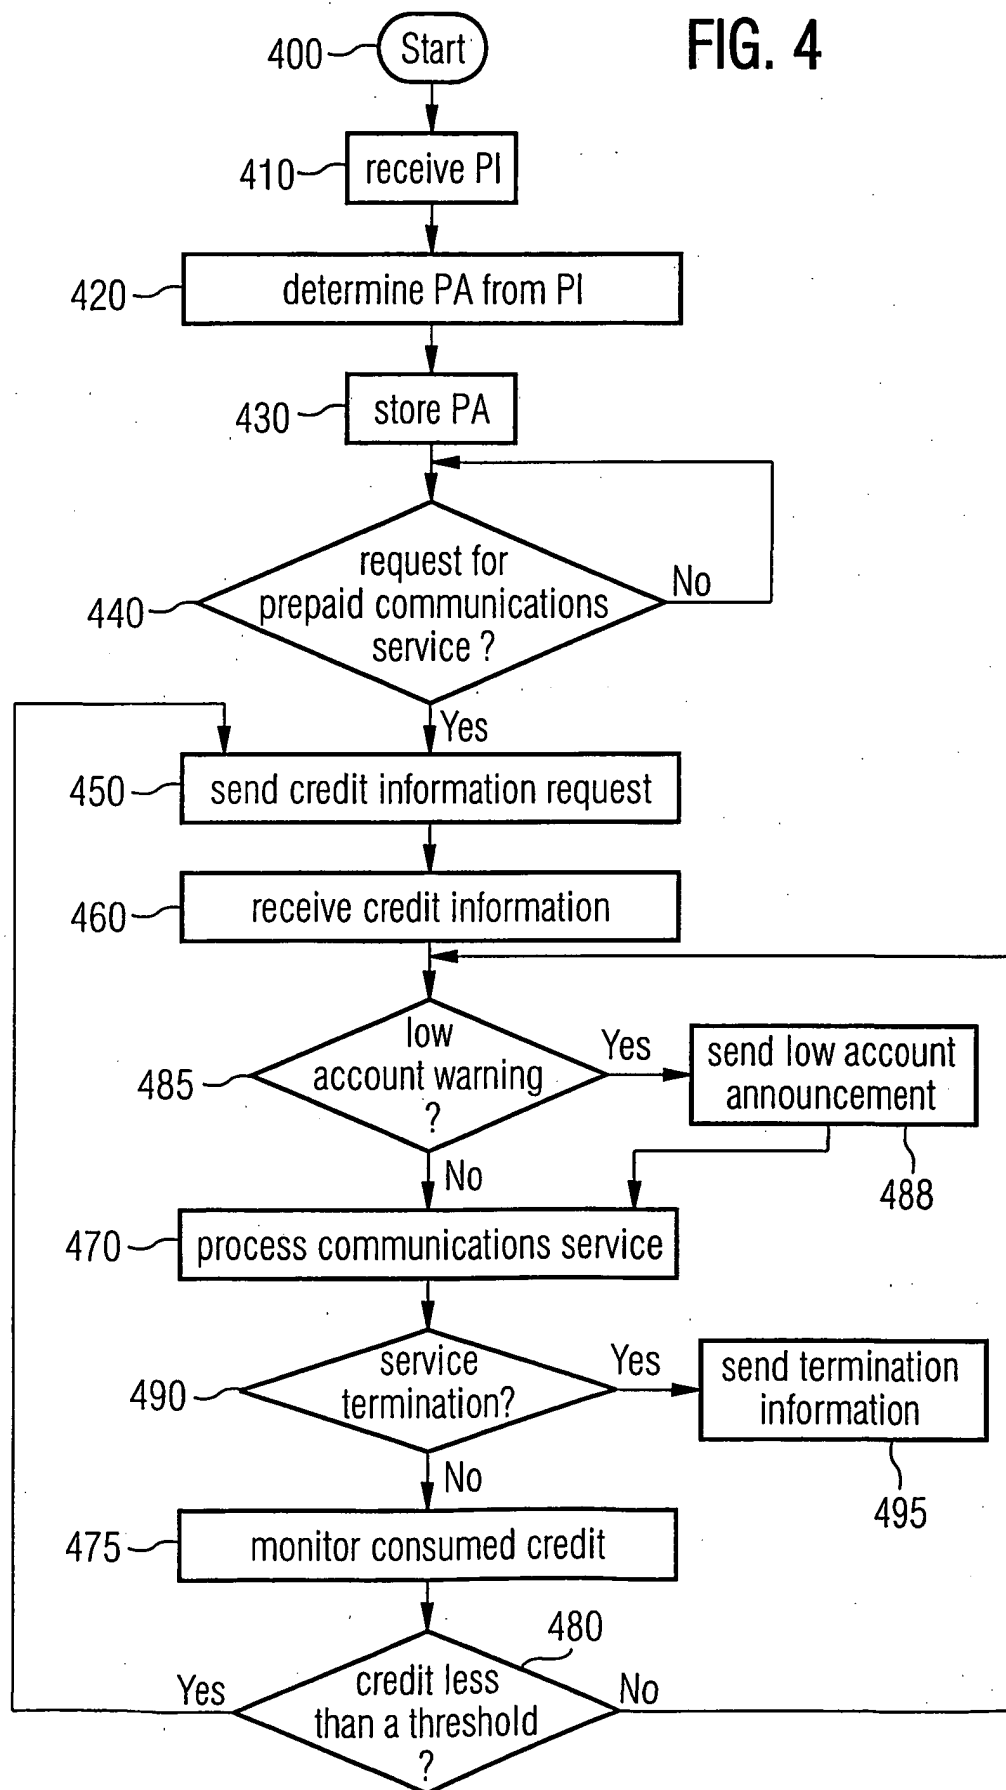 FIG. 4
400
Start
410
receive PI
420
determine PA from PI
430
store PA
440
request for
prepaid communications
service ?
No
Yes
450
send credit information request
460
receive credit information
485
low
account warning
?
Yes
send low account
announcement
488
No
470
process communications service
490
service
termination?
Yes
send termination
information
495
No
475
monitor consumed credit
480
Yes
credit less
than a threshold
?
No